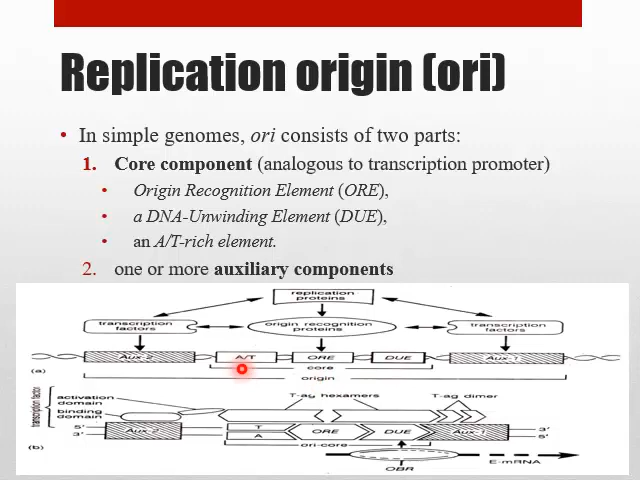 Replication origin (ori)
• In simple genomes, ori consists of two parts:
1. Core component (analogous to transcription promoter)
• Origin Recognition Element (ORE),
• a DNA-Unwinding Element (DUE),
• an A/T-rich element.
2. one or more auxiliary components
replication proteins
transcription factors
origin recognition proteins
transcription factors
Aux-2 A/T ORE DUE Aux-1
(a) core
origin
transcription factor
activation domain
T-ag hexamers T-ag dimer
binding domain
5' T 3'
3' Aux-2 A ORE DUE Aux-1 5'
(b) ori-core
E-mRNA
OBR